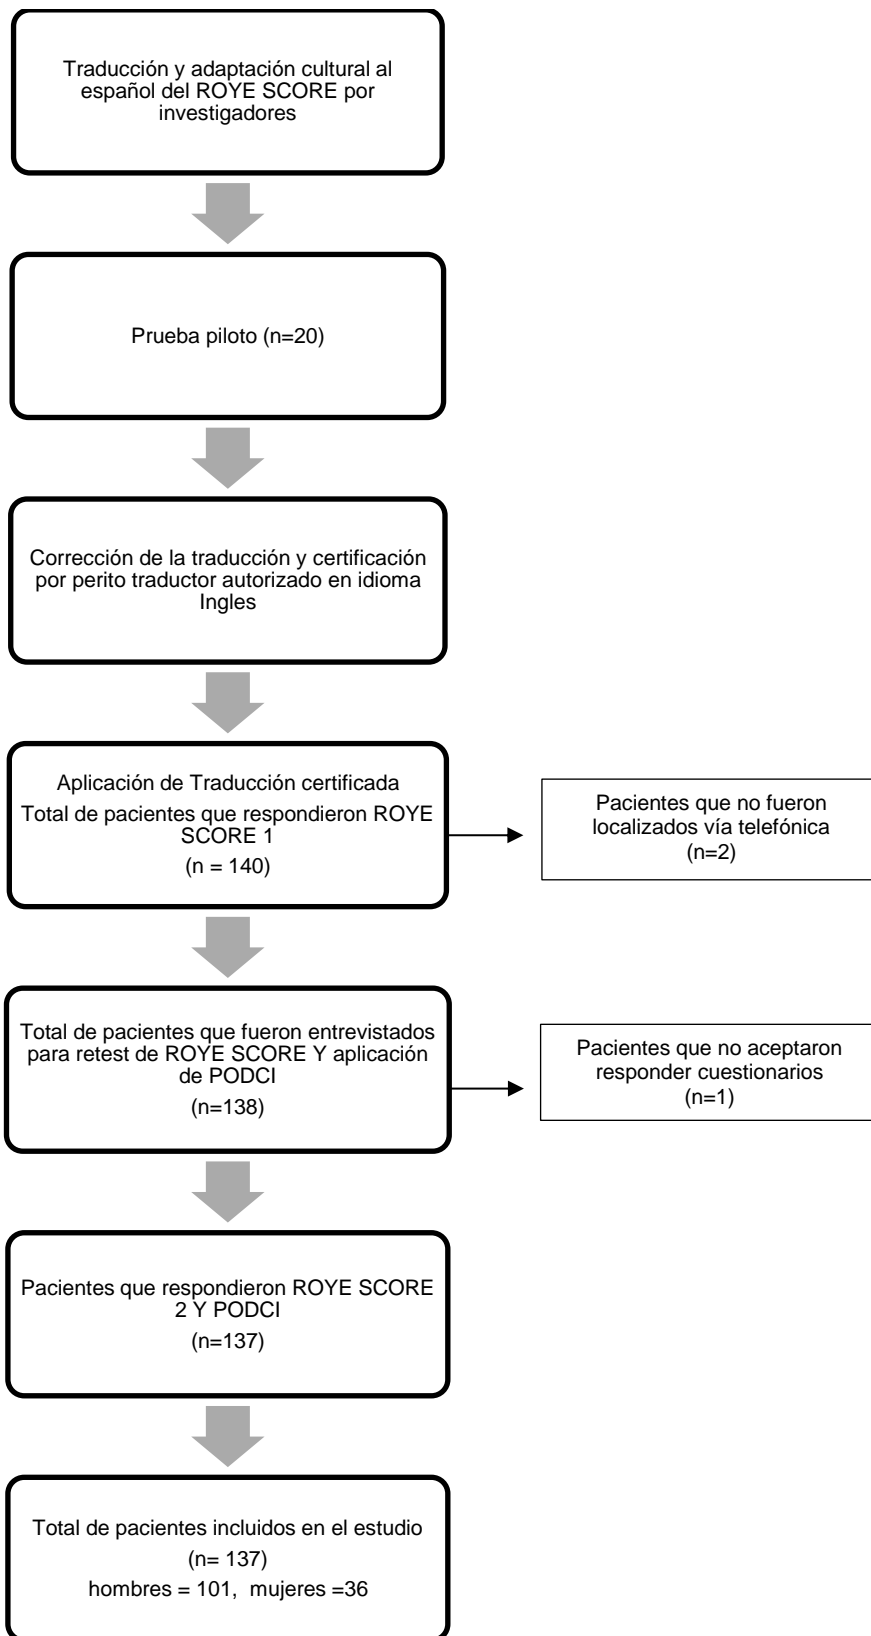 Traducción y adaptación cultural al
español del ROYE SCORE por
investigadores
Prueba piloto (n=20)
Corrección de la traducción y certificación
por perito traductor autorizado en idioma
Ingles
Aplicación de Traducción certificada
Total de pacientes que respondieron ROYE
SCORE 1
(n = 140)
Pacientes que no fueron
localizados vía telefónica
(n=2)
Total de pacientes que fueron entrevistados
para retest de ROYE SCORE Y aplicación
de PODCI
(n=138)
Pacientes que no aceptaron
responder cuestionarios
(n=1)
Pacientes que respondieron ROYE SCORE
2 Y PODCI
(n=137)
Total de pacientes incluidos en el estudio
(n= 137)
hombres = 101, mujeres =36